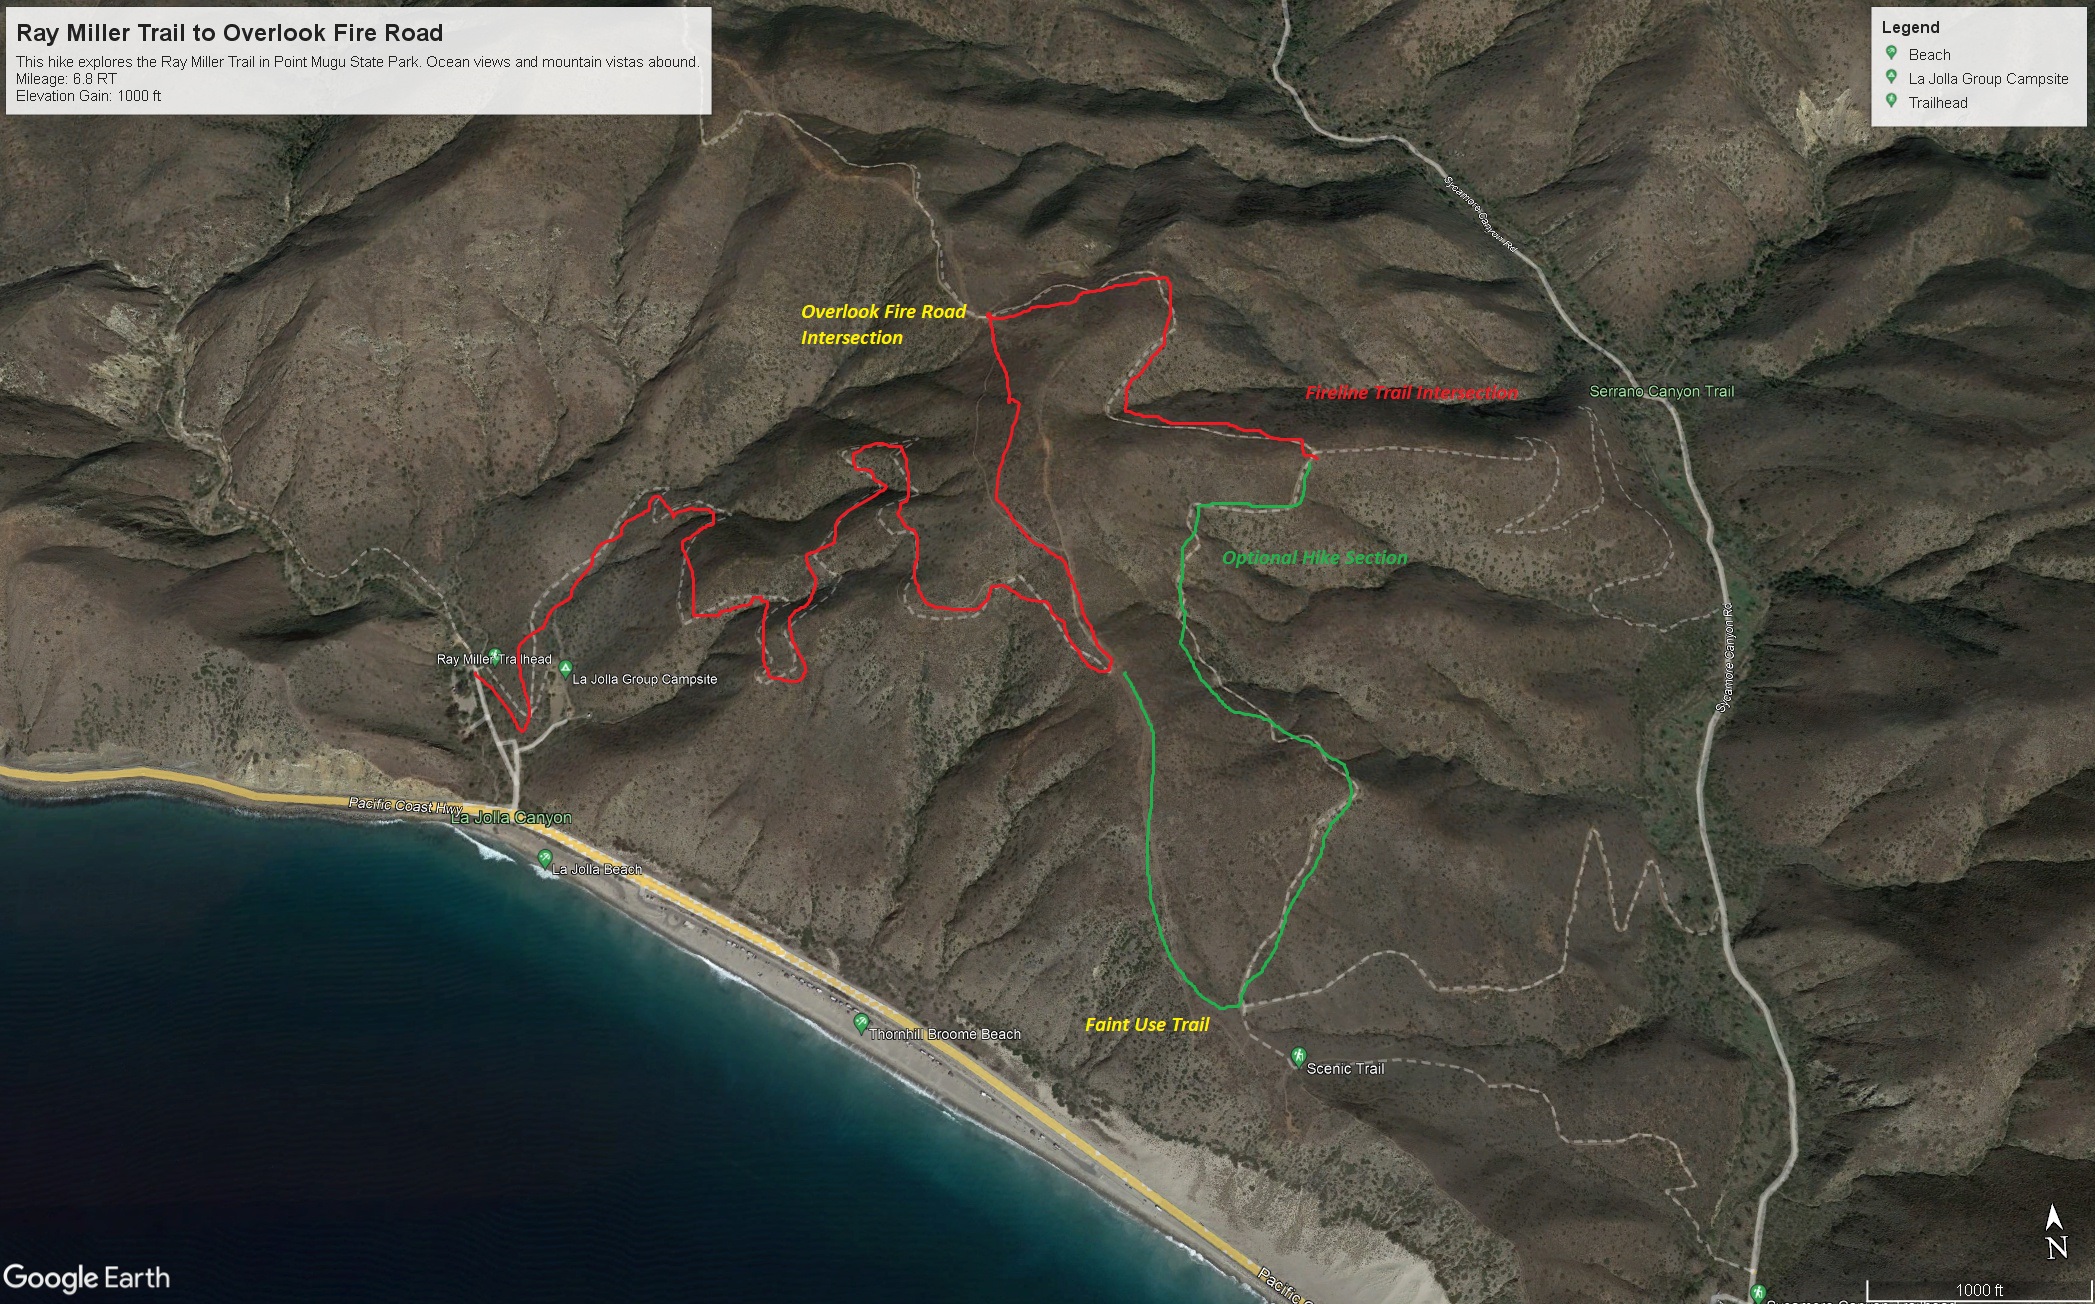 Ray Miller Trail to Overlook Fire Road
This hike explores the Ray Miller Trail in Point Mugu State Park. Ocean views and mountain vistas abound.
Mileage: 6.8 RT
Elevation Gain: 1000 ft
Legend
Beach
La Jolla Group Campsite
Trailhead
Sycamore Canyon Rd
Overlook Fire Road
Intersection
Fireline Trail Intersection
Serrano Canyon Trail
Optional Hike Section
Ray Miller Trailhead
La Jolla Group Campsite
Sycamore Canyon Rd
Pacific Coast Hwy
La Jolla Canyon
La Jolla Beach
Faint Use Trail
Thornhill Broome Beach
Scenic Trail
N
Google Earth
Pacific C
1000 ft
Sycamore Canyon Trailhead